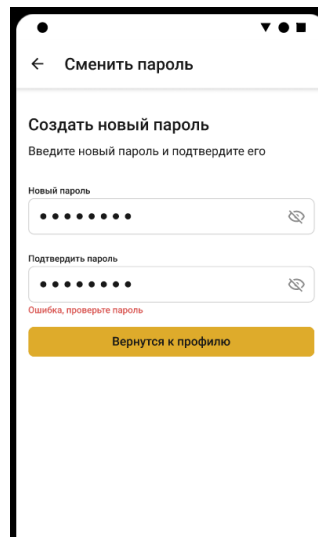 Сменить пароль
Создать новый пароль
Введите новый пароль и подтвердите его
Новый пароль
Подтвердить пароль
Ошибка, проверьте пароль
Вернутся к профилю